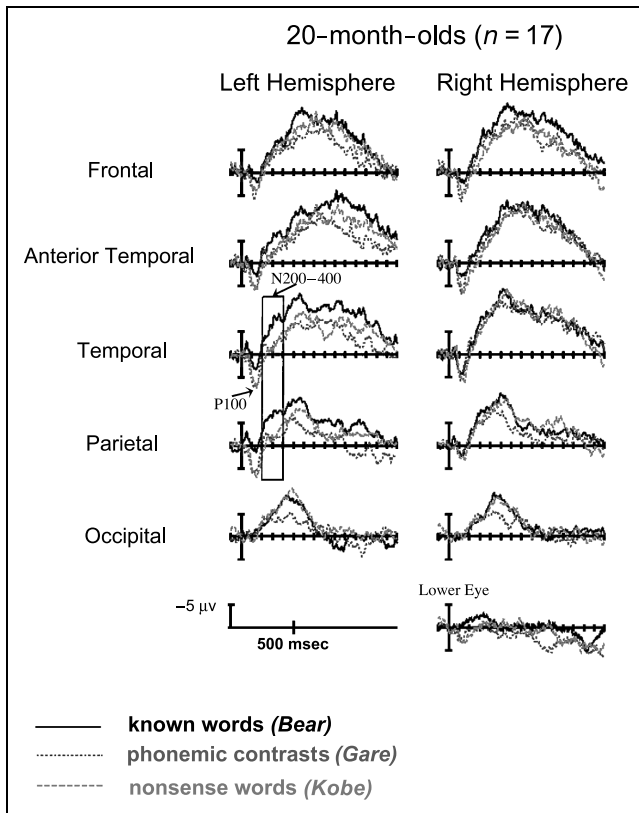 20-month-olds (n = 17)
Left Hemisphere Right Hemisphere
Frontal
Anterior Temporal
N200-400
Temporal
P100
Parietal
Occipital
Lower Eye
-5 μv
500 msec
known words (Bear)
phonemic contrasts (Gare)
nonsense words (Kobe)